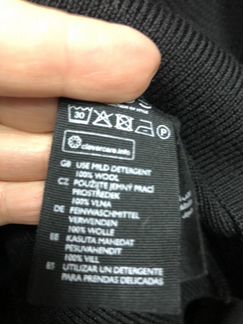 30
P
clevercare.info
GB USE MILD DETERGENT
100% WOOL
CZ POUŽIJTE JEMNÝ PRACÍ
PROSTŘEDEK
100% VLNA
DE FEINWASCHMITTEL
VERWENDEN
100% WOLLE
EE KASUTA MAHEDAT
PESUVAHENDIT
100% VILL
ES UTILIZAR UN DETERGENTE
PARA PRENDAS DELICADAS